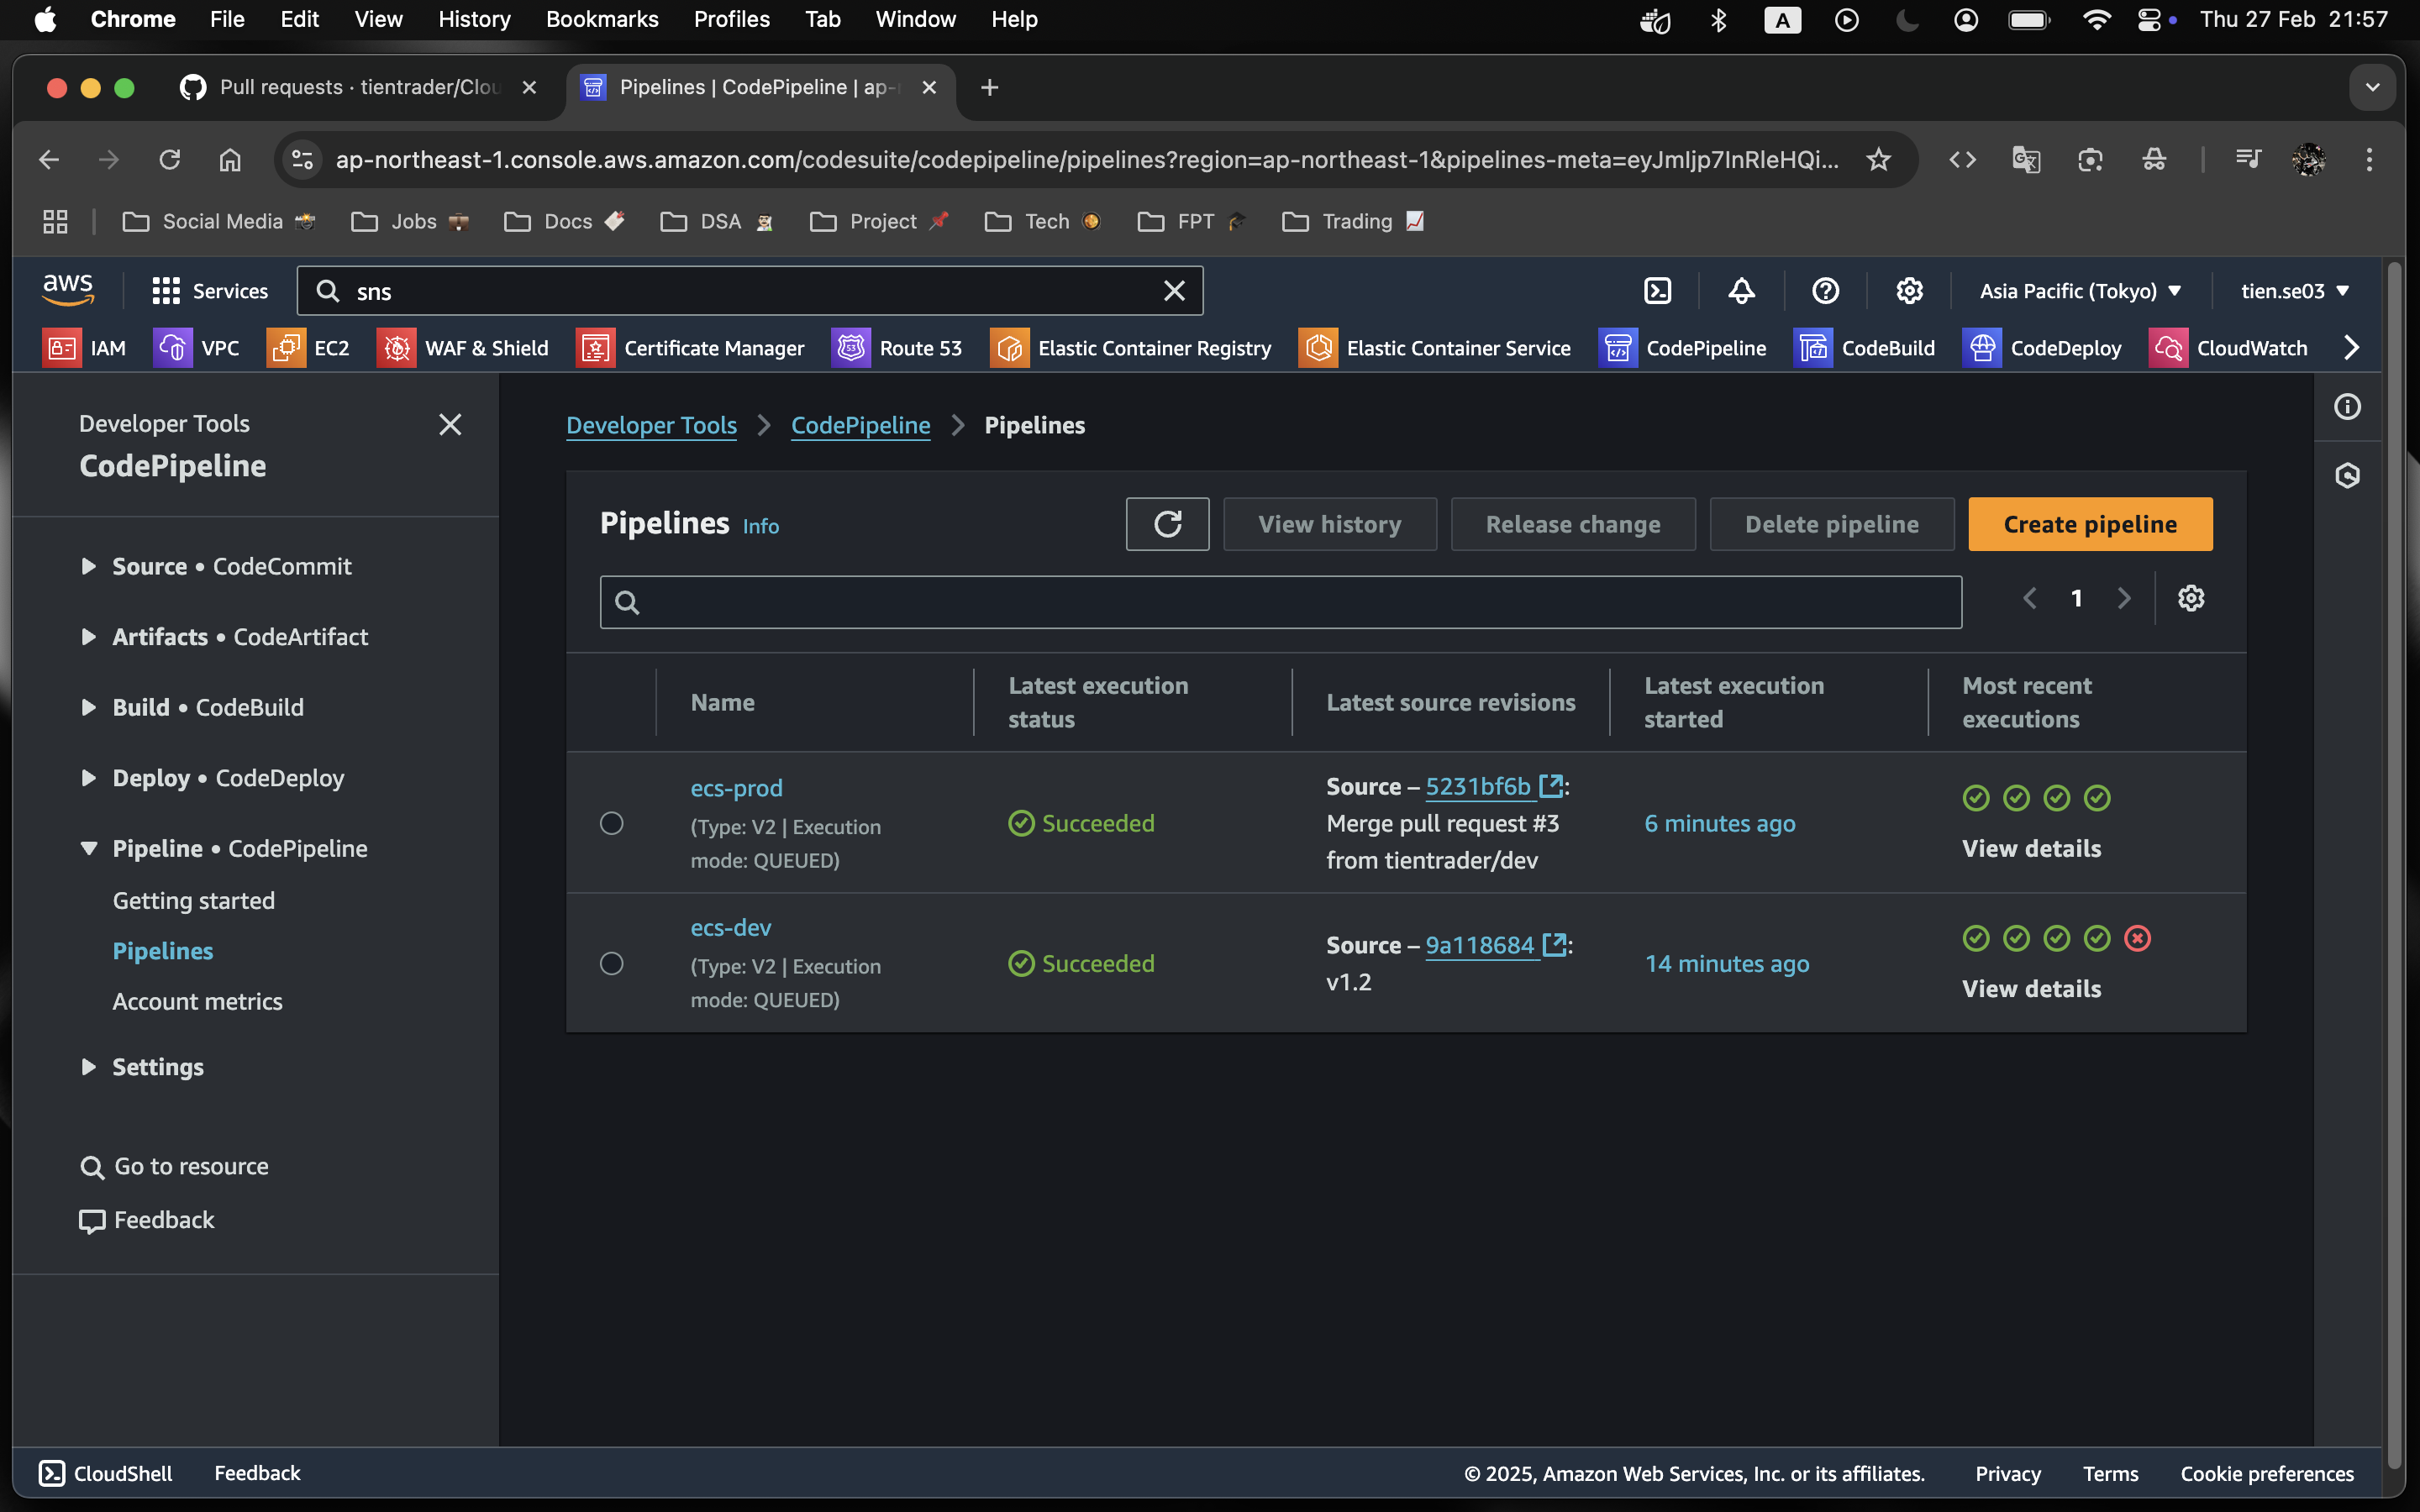 Chrome File Edit View History Bookmarks Profiles Tab Window Help A Thu 27 Feb 21:57
Pull requests · tientrader/Clou
Pipelines | CodePipeline | ap-
ap-northeast-1.console.aws.amazon.com/codesuite/codepipeline/pipelines?region=ap-northeast-1&pipelines-meta=eyJmIjp7InRleHQi...
Social Media Jobs Docs DSA Project Tech FPT Trading
aws Services sns Asia Pacific (Tokyo) tien.se03
IAM VPC EC2 WAF & Shield Certificate Manager Route 53 Elastic Container Registry Elastic Container Service CodePipeline CodeBuild CodeDeploy CloudWatch
Developer Tools
CodePipeline
Source • CodeCommit
Artifacts • CodeArtifact
Build • CodeBuild
Deploy • CodeDeploy
Pipeline • CodePipeline
Getting started
Pipelines
Account metrics
Settings
Go to resource
Feedback
Developer Tools > CodePipeline > Pipelines
Pipelines Info View history Release change Delete pipeline Create pipeline
1
Name
Latest execution
status
Latest source revisions
Latest execution
started
Most recent
executions
ecs-prod
(Type: V2 | Execution
mode: QUEUED)
Succeeded
Source – 5231bf6b :
Merge pull request #3
from tientrader/dev
6 minutes ago
View details
ecs-dev
(Type: V2 | Execution
mode: QUEUED)
Succeeded
Source – 9a118684 :
v1.2
14 minutes ago
View details
CloudShell Feedback © 2025, Amazon Web Services, Inc. or its affiliates. Privacy Terms Cookie preferences